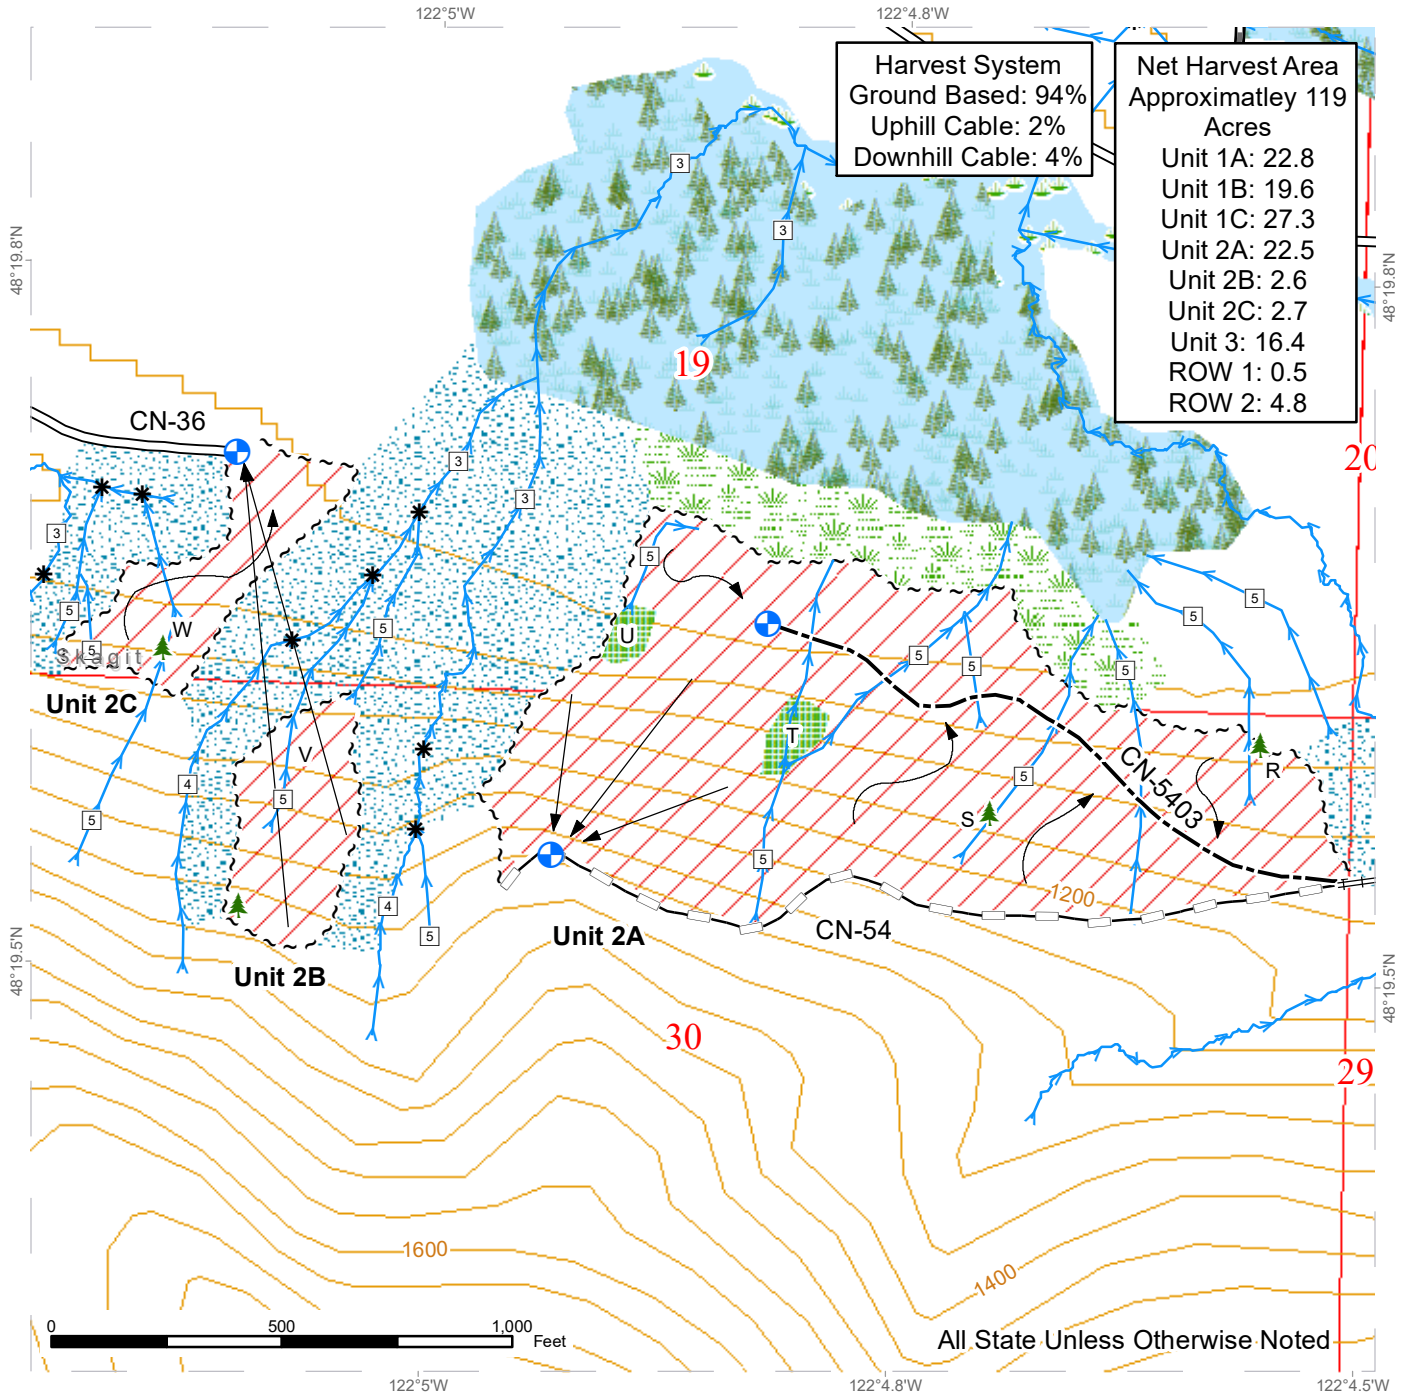 122°5'W
122°4.8'W
Harvest System
Ground Based: 94%
Uphill Cable: 2%
Downhill Cable: 4%
Net Harvest Area
Approximatley 119
Acres
Unit 1A: 22.8
Unit 1B: 19.6
Unit 1C: 27.3
Unit 2A: 22.5
Unit 2B: 2.6
Unit 2C: 2.7
Unit 3: 16.4
ROW 1: 0.5
ROW 2: 4.8
3
3
48°19.8'N
48°19.8'N
19
CN-36
20
3
3
3
5
5
5
5
5
5
U
W
5
5
5
5
Skagit
5
Unit 2C
T
V
R
CN-5403
4
5
5
S
5
5
1200
4
5
CN-54
Unit 2A
Unit 2B
48°19.5'N
48°19.5'N
30
29
1600
1400
0
500
1,000
Feet
All State Unless Otherwise Noted
122°5'W
122°4.8'W
122°4.5'W